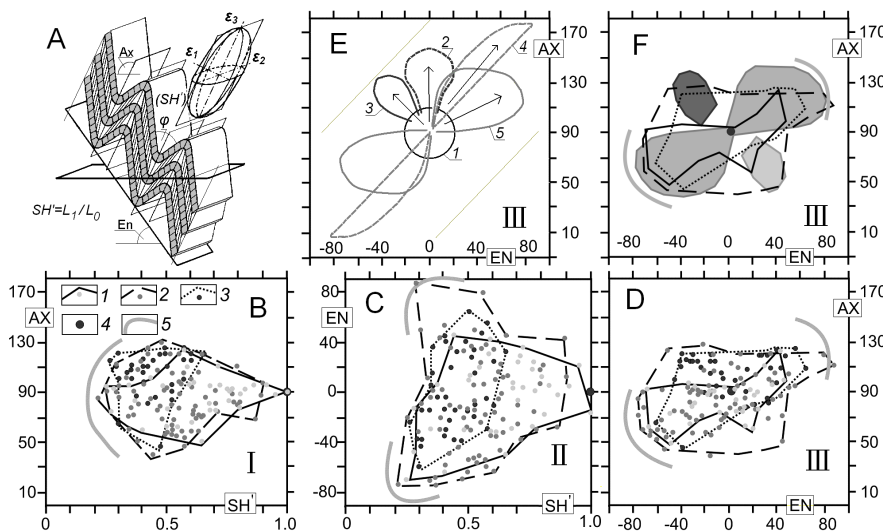 A
Ax
(SH')
φ
ε₁
ε₃
ε₂
SH'=L₁/L₀
En
E
2
4
3
5
1
III
170
AX
130
90
50
10
-80 -40 0 40 80
EN
F
III
170
AX
130
90
50
10
-80 -40 0 40 80
EN
B
1 2 3
4 5
I
170
AX
130
90
50
10
0 0.5 1.0
SH'
C
II
80
EN
40
0
-40
-80
0 0.5 1.0
SH'
D
III
170
AX
130
90
50
10
-80 -40 0 40 80
EN